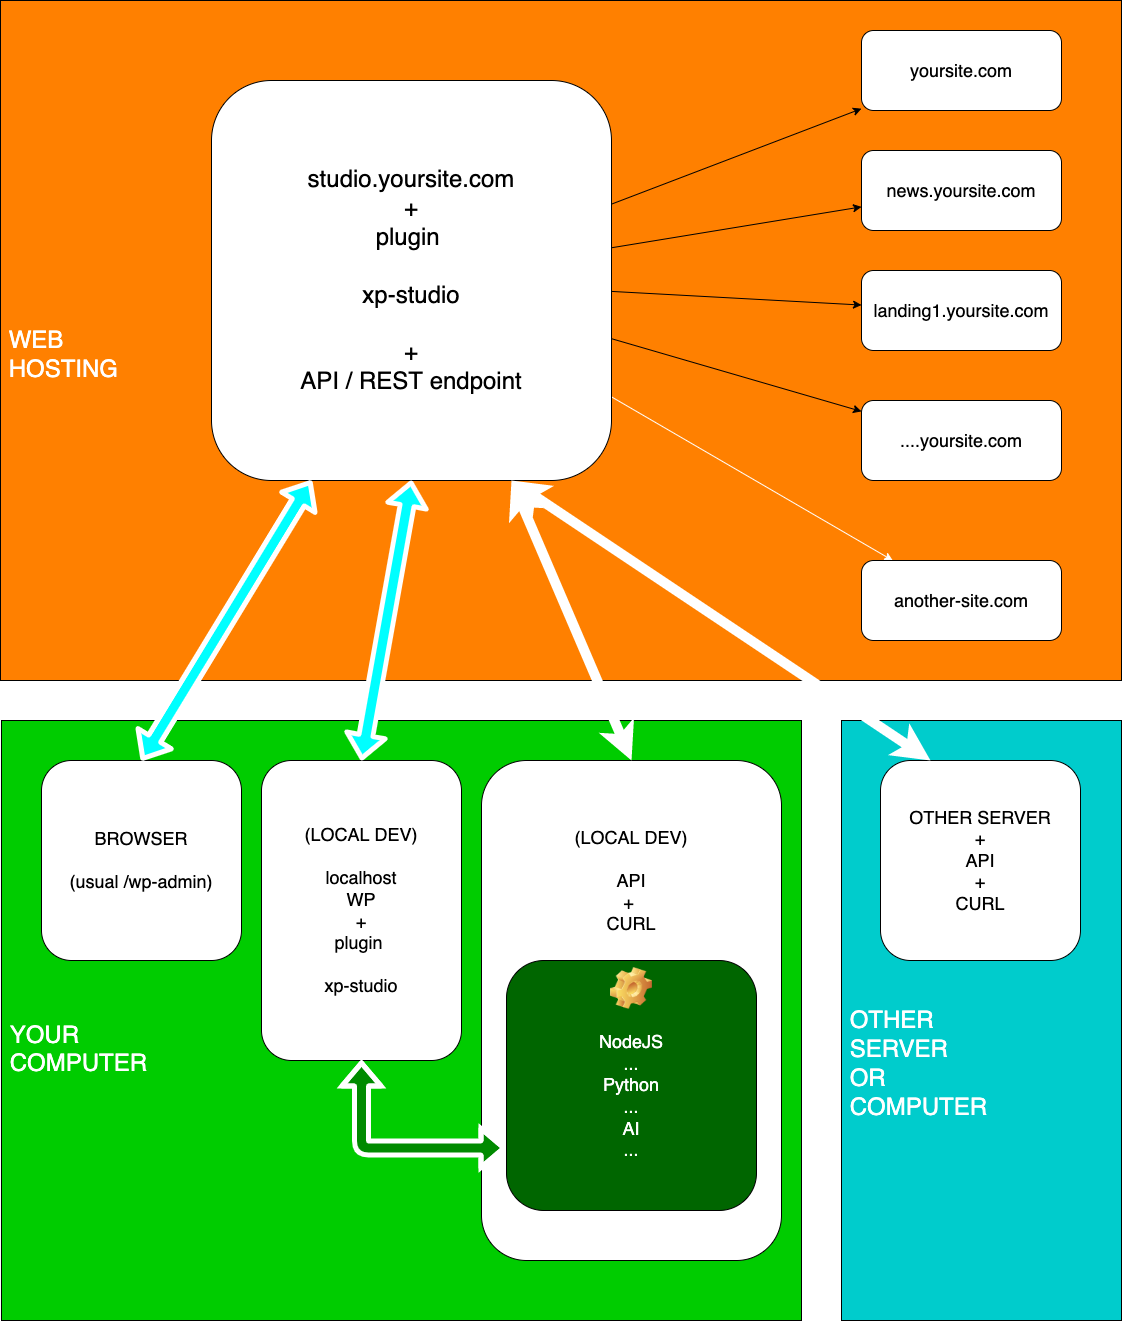 studio.yoursite.com
+
plugin
xp-studio
+
API / REST endpoint
WEB
HOSTING
yoursite.com
news.yoursite.com
landing1.yoursite.com
....yoursite.com
another-site.com
BROWSER
(usual /wp-admin)
(LOCAL DEV)
localhost
WP
+
plugin
xp-studio
(LOCAL DEV)
API
+
CURL
NodeJS
...
Python
...
AI
...
YOUR
COMPUTER
OTHER SERVER
+
API
+
CURL
OTHER
SERVER
OR
COMPUTER